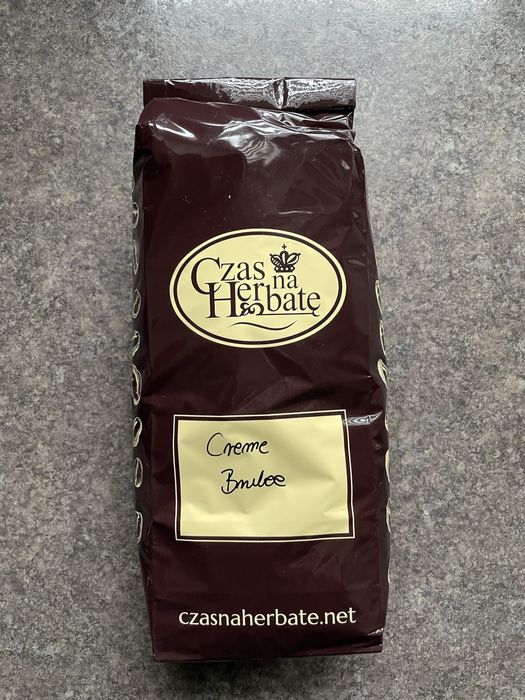 Czas
na
Herbatę
Creme
Brulee
czasnaherbate.net